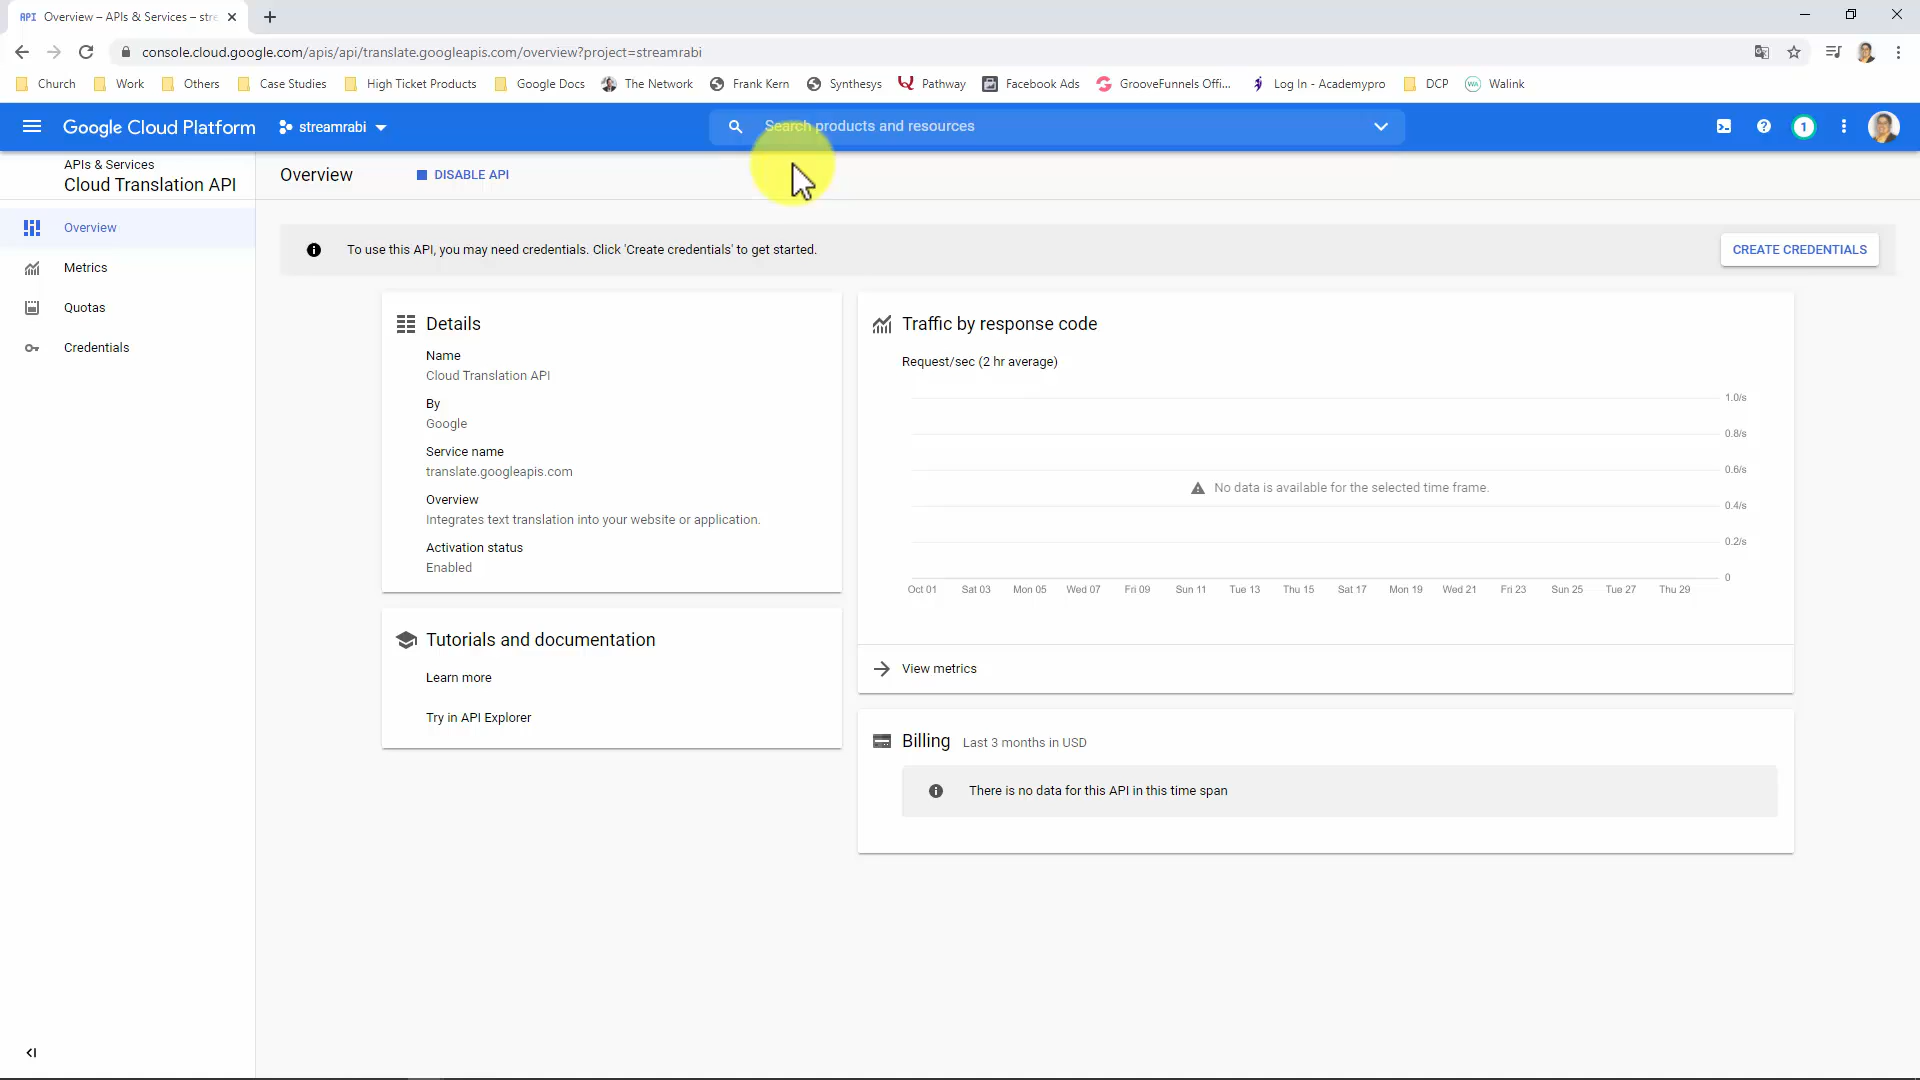 API Overview – APIs & Services – stre
console.cloud.google.com/apis/api/translate.googleapis.com/overview?project=streamrabi
Church Work Others Case Studies High Ticket Products Google Docs The Network Frank Kern Synthesys Pathway Facebook Ads GrooveFunnels Offi... Log In - Academypro DCP WA Walink
Google Cloud Platform streamrabi Search products and resources 1
APIs & Services
Cloud Translation API
Overview DISABLE API
Overview
Metrics
Quotas
Credentials
To use this API, you may need credentials. Click 'Create credentials' to get started. CREATE CREDENTIALS
Details
Name
Cloud Translation API
By
Google
Service name
translate.googleapis.com
Overview
Integrates text translation into your website or application.
Activation status
Enabled
Tutorials and documentation
Learn more
Try in API Explorer
Traffic by response code
Request/sec (2 hr average)
1.0/s
0.8/s
0.6/s
No data is available for the selected time frame.
0.4/s
0.2/s
0
Oct 01 Sat 03 Mon 05 Wed 07 Fri 09 Sun 11 Tue 13 Thu 15 Sat 17 Mon 19 Wed 21 Fri 23 Sun 25 Tue 27 Thu 29
View metrics
Billing Last 3 months in USD
There is no data for this API in this time span